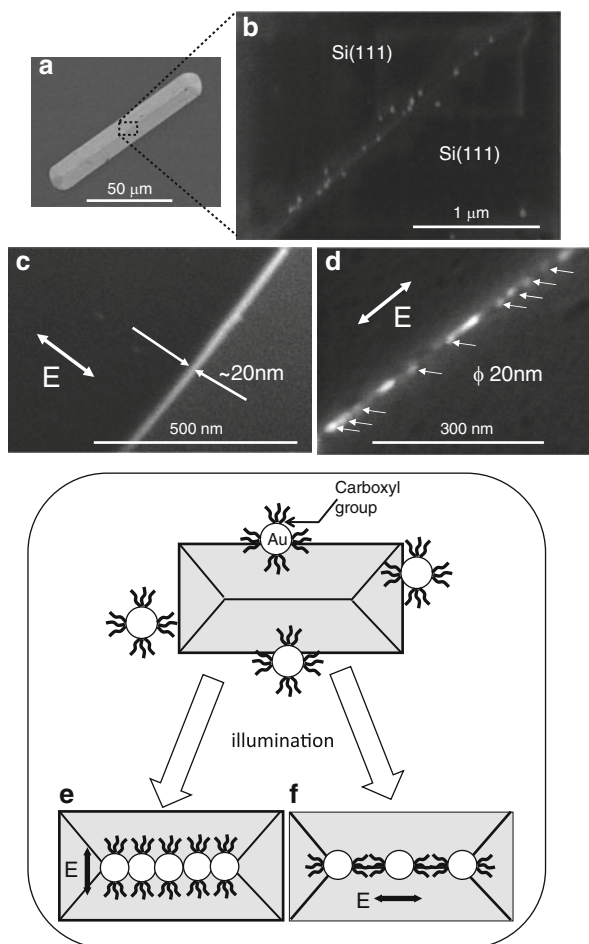 a
50 μm
b
Si(111)
Si(111)
1 μm
c
E
~20nm
500 nm
d
E
ϕ 20nm
300 nm
Carboxyl
group
Au
illumination
e
E
f
E